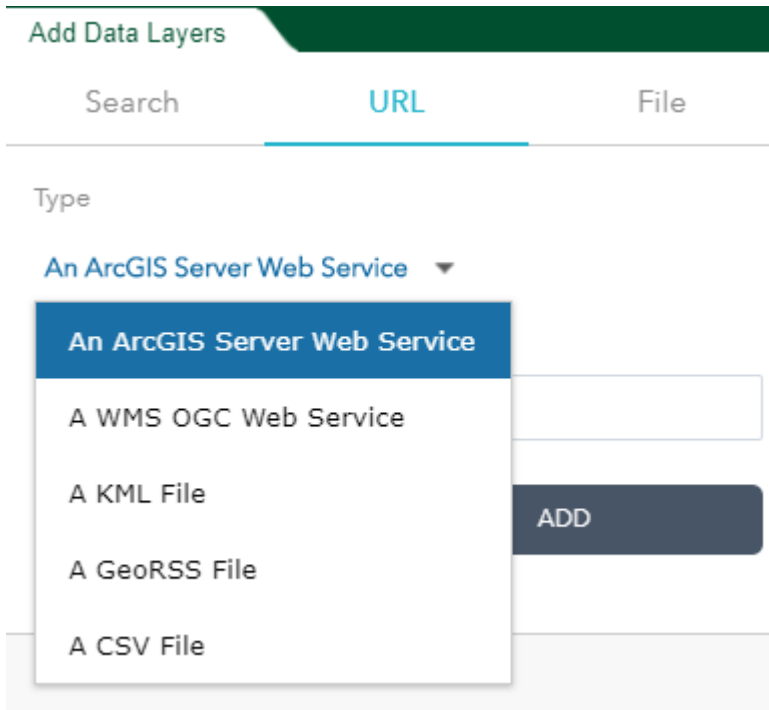 Add Data Layers
Search URL File
Type
An ArcGIS Server Web Service
An ArcGIS Server Web Service
A WMS OGC Web Service
A KML File
ADD
A GeoRSS File
A CSV File